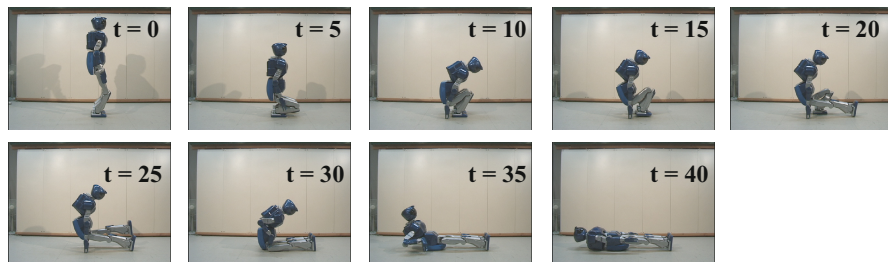 t = 0
t = 5
t = 10
t = 15
t = 20
t = 25
t = 30
t = 35
t = 40